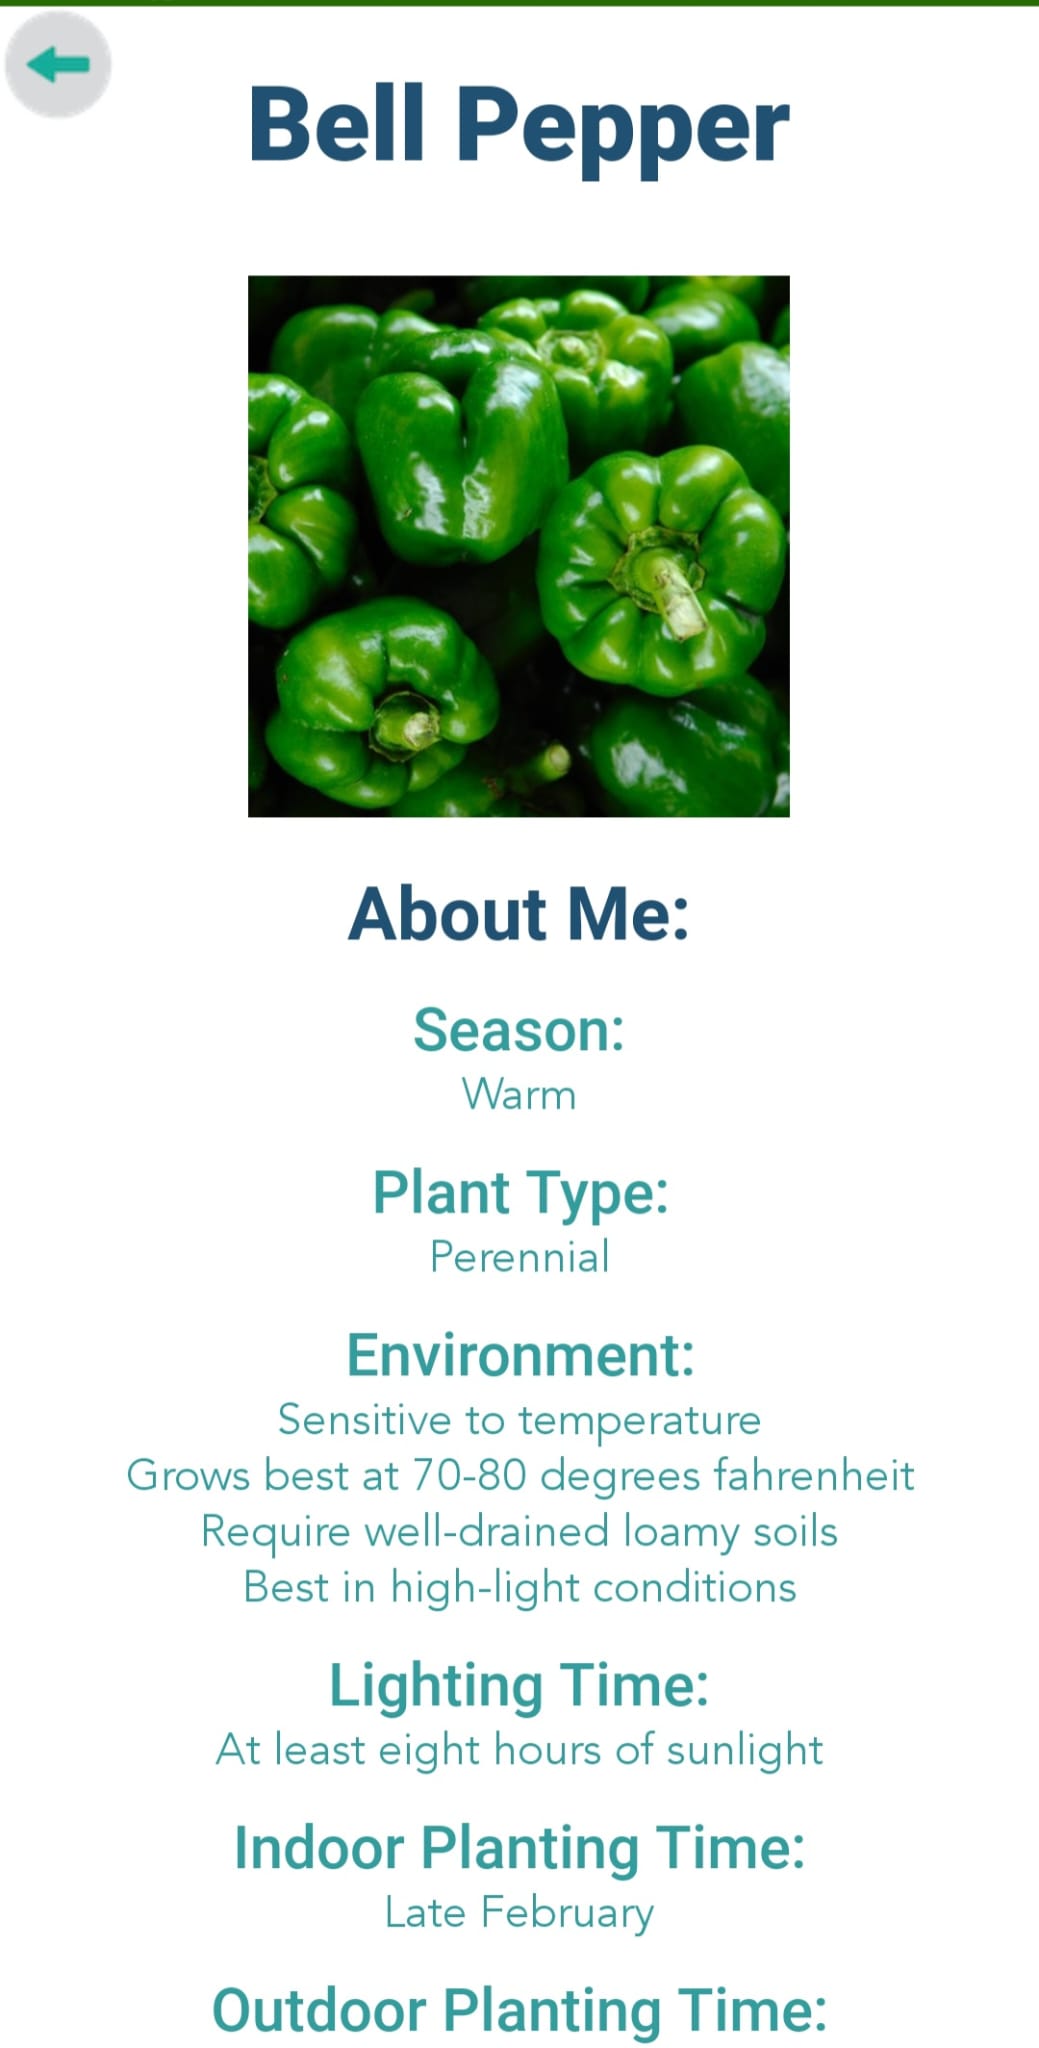 Bell Pepper
About Me:
Season:
Warm
Plant Type:
Perennial
Environment:
Sensitive to temperature
Grows best at 70-80 degrees fahrenheit
Require well-drained loamy soils
Best in high-light conditions
Lighting Time:
At least eight hours of sunlight
Indoor Planting Time:
Late February
Outdoor Planting Time: